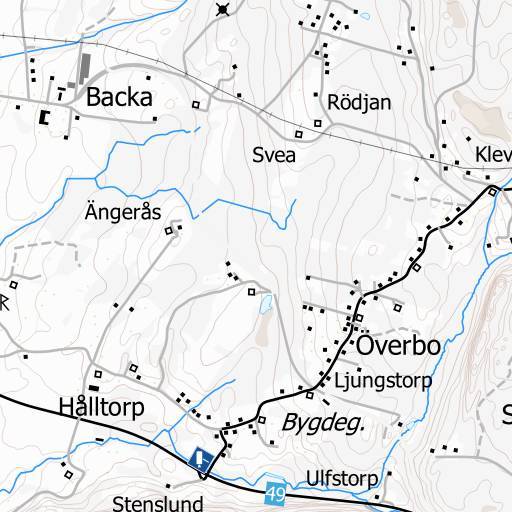 Backa
Rödjan
Svea
Klev
Ängerås
R
Överbo
Ljungstorp
Hålltorp
Bygdeg.
S
Ulfstorp
49
Stenslund